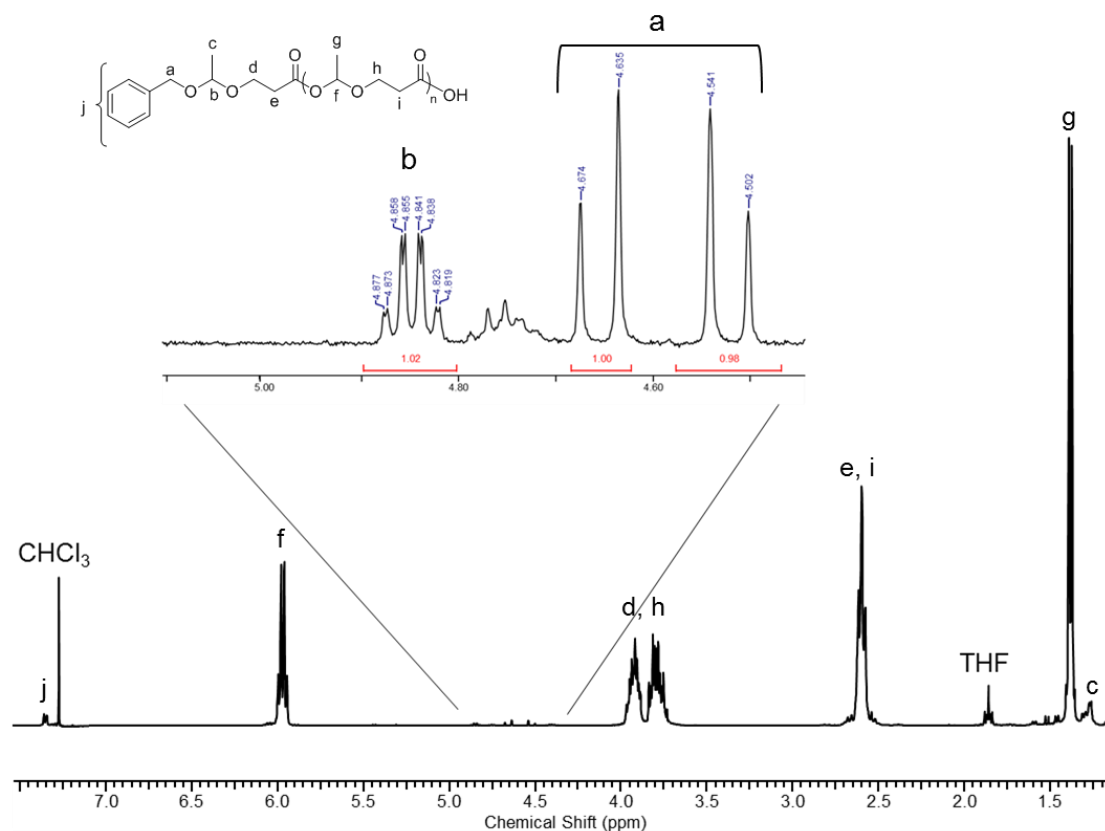 a
c
g
O
O
d
h
a
j
O
b
O
e
O
f
O
i
n
OH
b
4.877
4.873
4.858
4.855
4.841
4.838
4.823
4.819
4.674
4.635
4.541
4.502
1.02
1.00
0.98
5.00
4.80
4.60
g
e, i
f
CHCl₃
d, h
THF
j
c
7.0 6.5 6.0 5.5 5.0 4.5 4.0 3.5 3.0 2.5 2.0 1.5
Chemical Shift (ppm)